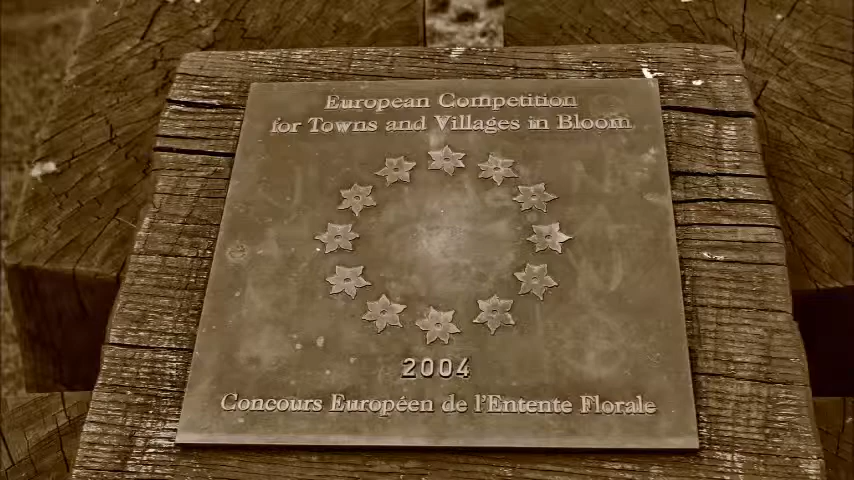 European Competition
for Towns and Villages in Bloom
2004
Concours Européen de l'Entente Florale